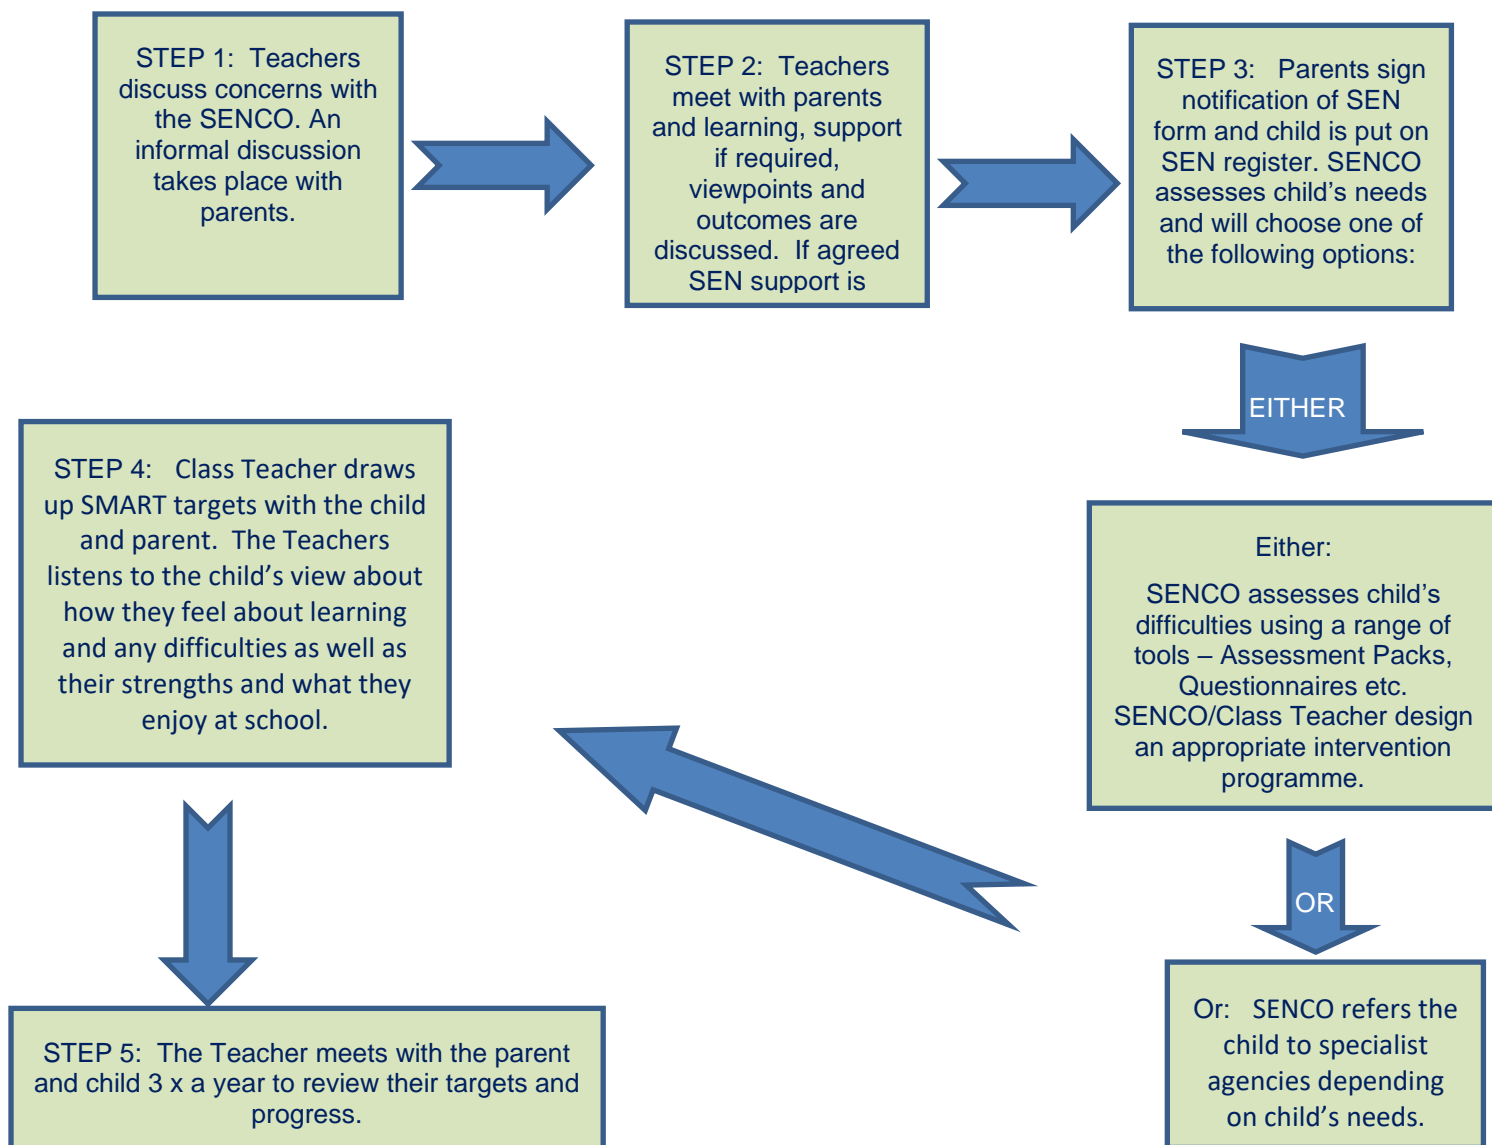 STEP 1: Teachers
discuss concerns with
the SENCO. An
informal discussion
takes place with
parents.
STEP 2: Teachers
meet with parents
and learning, support
if required,
viewpoints and
outcomes are
discussed. If agreed
SEN support is
STEP 3: Parents sign
notification of SEN
form and child is put on
SEN register. SENCO
assesses child’s needs
and will choose one of
the following options:
EITHER
Either:
SENCO assesses child’s
difficulties using a range of
tools – Assessment Packs,
Questionnaires etc.
SENCO/Class Teacher design
an appropriate intervention
programme.
OR
Or: SENCO refers the
child to specialist
agencies depending
on child’s needs.
STEP 4: Class Teacher draws
up SMART targets with the child
and parent. The Teachers
listens to the child’s view about
how they feel about learning
and any difficulties as well as
their strengths and what they
enjoy at school.
STEP 5: The Teacher meets with the parent
and child 3 x a year to review their targets and
progress.